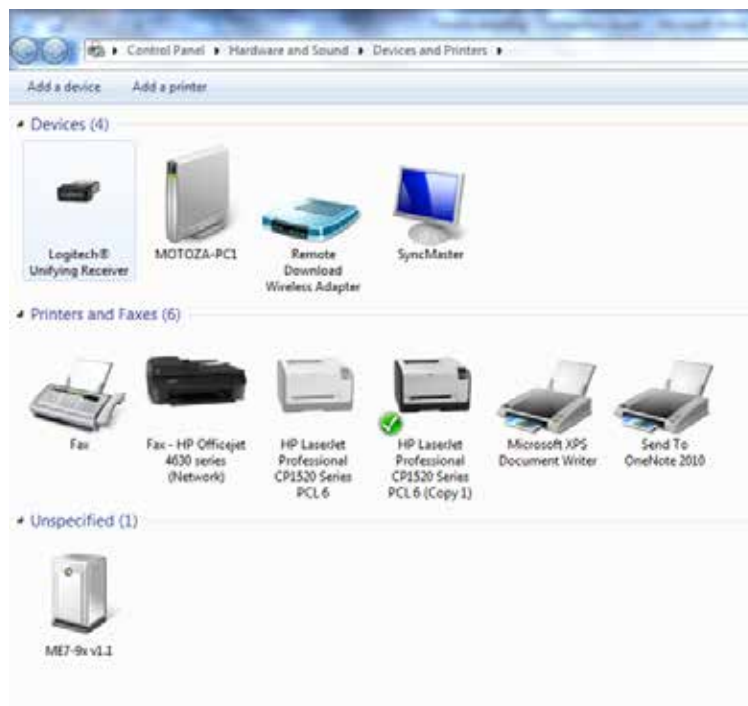 Control Panel ▸ Hardware and Sound ▸ Devices and Printers ▸
Add a device Add a printer
Devices (4)
Logitech®
Unifying Receiver
MOTOZA-PC1
Remote
Download
Wireless Adapter
SyncMaster
Printers and Faxes (6)
Fax
Fax - HP Officejet
4630 series
(Network)
HP LaserJet
Professional
CP1520 Series
PCL 6
HP LaserJet
Professional
CP1520 Series
PCL 6 (Copy 1)
Microsoft XPS
Document Writer
Send To
OneNote 2010
Unspecified (1)
ME7-9x v1.1